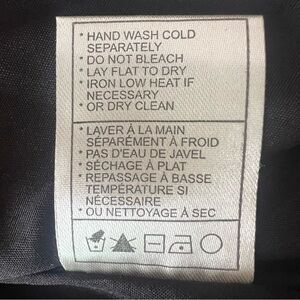 * HAND WASH COLD
SEPARATELY
* DO NOT BLEACH
* LAY FLAT TO DRY
* IRON LOW HEAT IF
NECESSARY
* OR DRY CLEAN
* LAVER À LA MAIN
SÉPARÉMENT À FROID
* PAS D'EAU DE JAVEL
* SÉCHAGE À PLAT
* REPASSAGE À BASSE
TEMPÉRATURE SI
NÉCESSAIRE
* OU NETTOYAGE À SEC